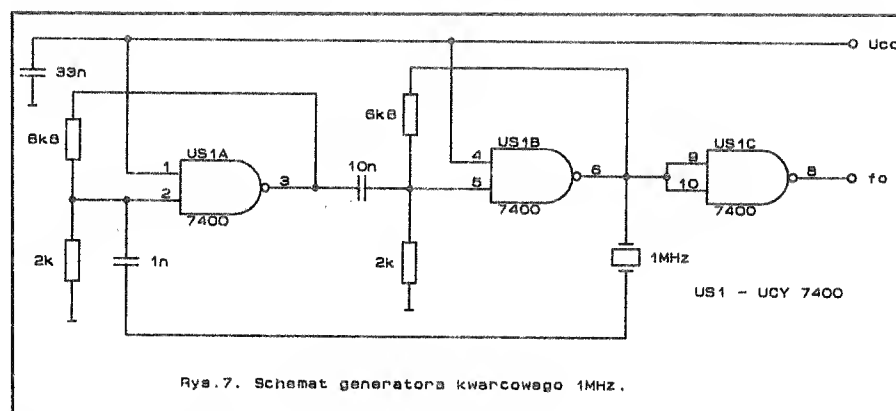 Ucc
33n
6k8
US1A
1
2
3
7400
10n
6k8
US1B
4
5
6
7400
US1C
9
10
8
7400
fo
2k
1n
2k
1MHz
US1 - UCY 7400
Rys.7. Schemat generatora kwarcowego 1MHz.